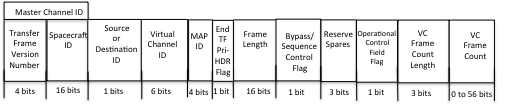 Master Channel ID
Transfer
Frame
Version
Number
Spacecraft
ID
Source
or
Destination
ID
Virtual
Channel
ID
MAP
ID
End
TF
Pri-
HDR
Flag
Frame
Length
Bypass/
Sequence
Control
Flag
Reserve
Spares
Operational
Control
Field
Flag
VC
Frame
Count
Length
VC
Frame
Count
4 bits
16 bits
1 bits
6 bits
4 bits
1 bit
16 bits
1 bit
3 bits
1 bit
3 bits
0 to 56 bits